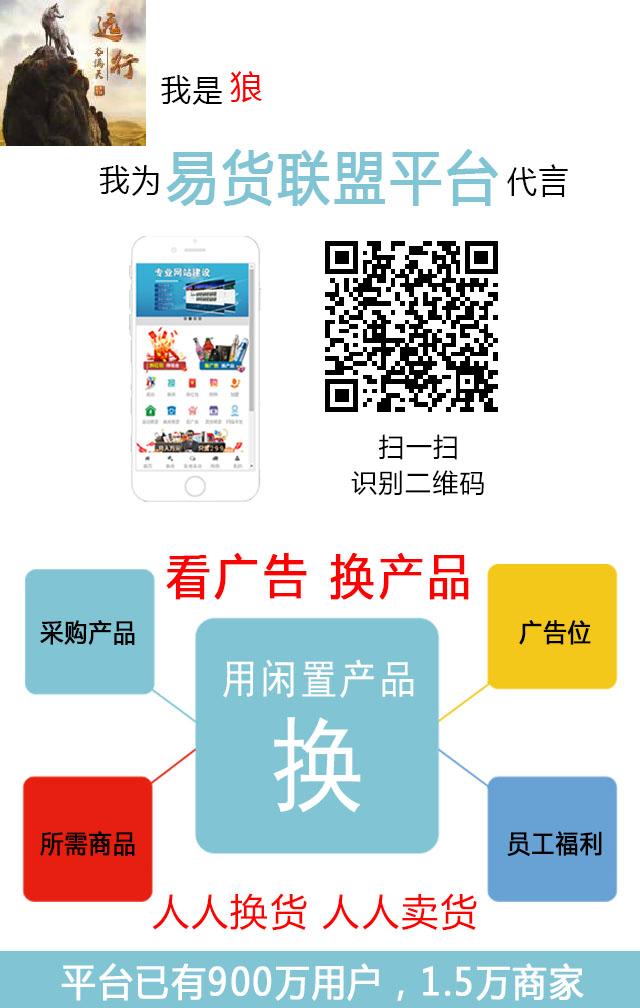 远行
我是 狼
我为 易货联盟平台 代言
专业网站建设
扫一扫
识别二维码
看广告 换产品
采购产品
广告位
用闲置产品
换
所需商品
员工福利
人人换货 人人卖货
平台已有900万用户，1.5万商家